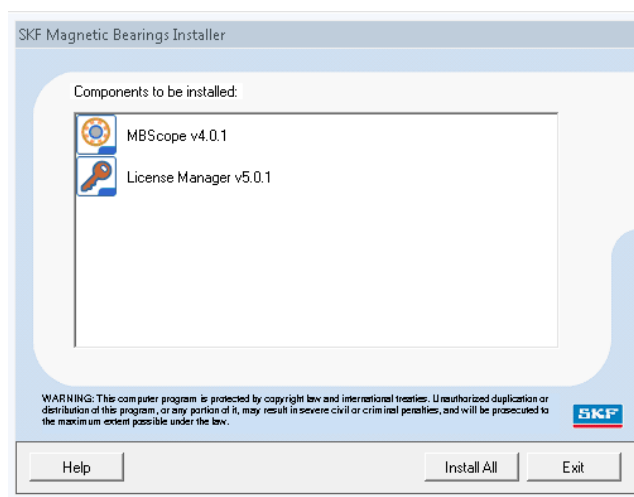 SKF Magnetic Bearings Installer
Components to be installed:
MBScope v4.0.1
License Manager v5.0.1
WARNING: This computer program is protected by copyright law and international treaties. Unauthorized duplication or
distribution of this program, or any portion of it, may result in severe civil or criminal penalties, and will be prosecuted to
the maximum extent possible under the law.
SKF
Help
Install All
Exit